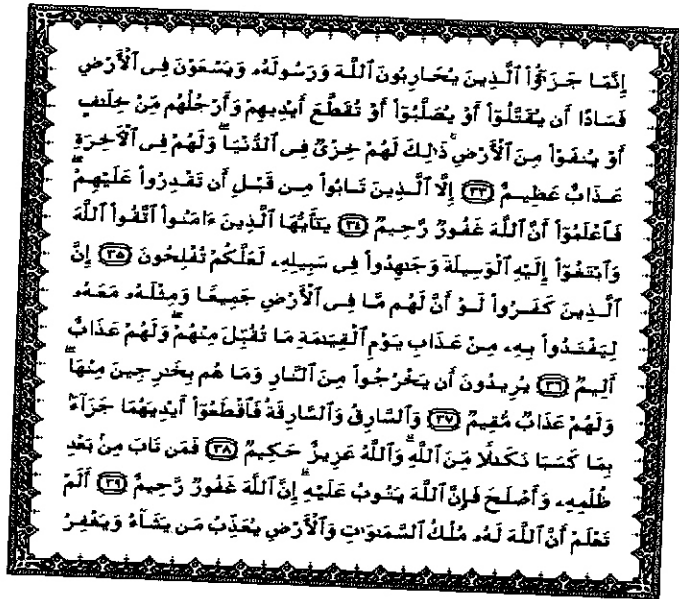 إِنَّمَا جَزَٰٓؤُا۟ ٱلَّذِينَ يُحَارِبُونَ ٱللَّهَ وَرَسُولَهُۥ وَيَسْعَوْنَ فِى ٱلْأَرْضِ
فَسَادًا أَن يُقَتَّلُوٓا۟ أَوْ يُصَلَّبُوٓا۟ أَوْ تُقَطَّعَ أَيْدِيهِمْ وَأَرْجُلُهُم مِّنْ خِلَٰفٍ
أَوْ يُنفَوْا۟ مِنَ ٱلْأَرْضِ ۚ ذَٰلِكَ لَهُمْ خِزْىٌ فِى ٱلدُّنْيَا ۖ وَلَهُمْ فِى ٱلْءَاخِرَةِ
عَذَابٌ عَظِيمٌ ٣٣ إِلَّا ٱلَّذِينَ تَابُوا۟ مِن قَبْلِ أَن تَقْدِرُوا۟ عَلَيْهِمْ ۖ
فَٱعْلَمُوٓا۟ أَنَّ ٱللَّهَ غَفُورٌ رَّحِيمٌ ٣٤ يَٰٓأَيُّهَا ٱلَّذِينَ ءَامَنُوا۟ ٱتَّقُوا۟ ٱللَّهَ
وَٱبْتَغُوٓا۟ إِلَيْهِ ٱلْوَسِيلَةَ وَجَٰهِدُوا۟ فِى سَبِيلِهِۦ لَعَلَّكُمْ تُفْلِحُونَ ٣٥ إِنَّ
ٱلَّذِينَ كَفَرُوا۟ لَوْ أَنَّ لَهُم مَّا فِى ٱلْأَرْضِ جَمِيعًا وَمِثْلَهُۥ مَعَهُۥ
لِيَفْتَدُوا۟ بِهِۦ مِنْ عَذَابِ يَوْمِ ٱلْقِيَٰمَةِ مَا تُقُبِّلَ مِنْهُمْ ۖ وَلَهُمْ عَذَابٌ
أَلِيمٌ ٣٦ يُرِيدُونَ أَن يَخْرُجُوا۟ مِنَ ٱلنَّارِ وَمَا هُم بِخَٰرِجِينَ مِنْهَا ۖ
وَلَهُمْ عَذَابٌ مُّقِيمٌ ٣٧ وَٱلسَّارِقُ وَٱلسَّارِقَةُ فَٱقْطَعُوٓا۟ أَيْدِيَهُمَا جَزَآءًۢ
بِمَا كَسَبَا نَكَٰلًا مِّنَ ٱللَّهِ ۗ وَٱللَّهُ عَزِيزٌ حَكِيمٌ ٣٨ فَمَن تَابَ مِنۢ بَعْدِ
ظُلْمِهِۦ وَأَصْلَحَ فَإِنَّ ٱللَّهَ يَتُوبُ عَلَيْهِ ۗ إِنَّ ٱللَّهَ غَفُورٌ رَّحِيمٌ ٣٩ أَلَمْ
تَعْلَمْ أَنَّ ٱللَّهَ لَهُۥ مُلْكُ ٱلسَّمَٰوَٰتِ وَٱلْأَرْضِ يُعَذِّبُ مَن يَشَآءُ وَيَغْفِرُ